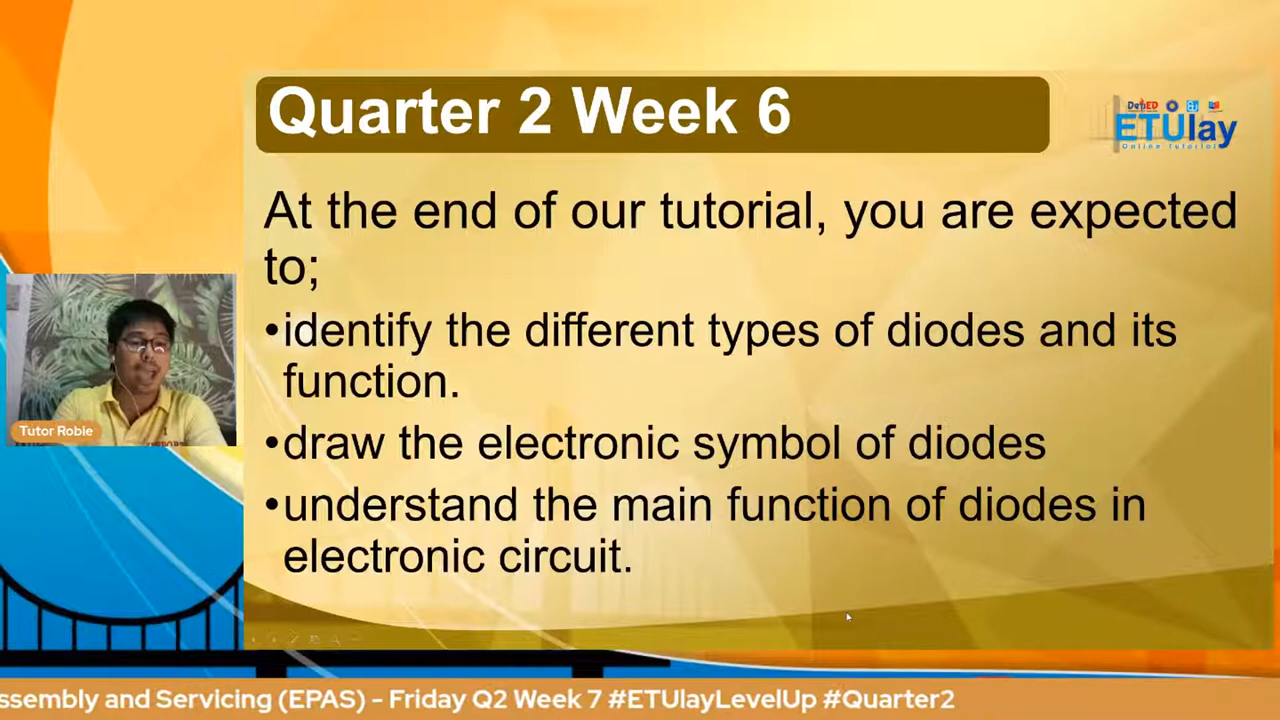 Quarter 2 Week 6
DepED
ETUlay
Online Tutorial
At the end of our tutorial, you are expected
to;
•identify the different types of diodes and its
function.
•draw the electronic symbol of diodes
•understand the main function of diodes in
electronic circuit.
Tutor Robie
ssembly and Servicing (EPAS) - Friday Q2 Week 7 #ETUlayLevelUp #Quarter2